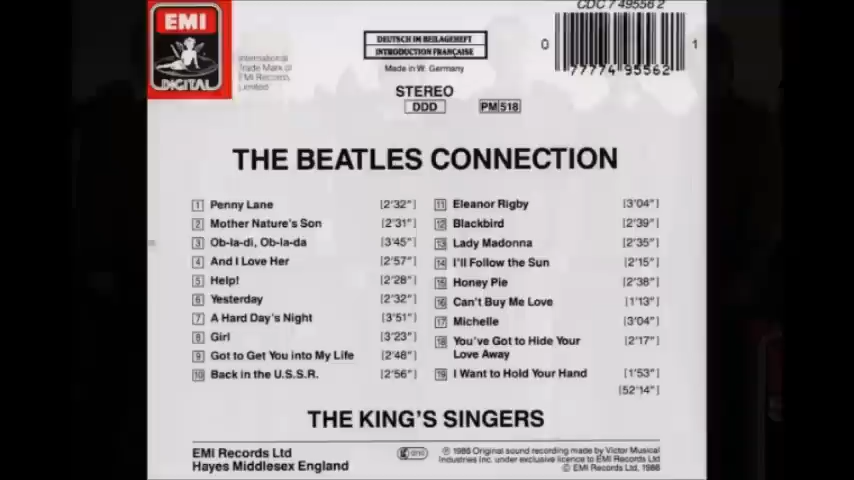 CDC 7 49556 2
EMI
DIGITAL
International
Trade Mark of
EMI Records
Limited
DEUTSCH IM BEILAGEHEFT
INTRODUCTION FRANÇAISE
Made in W. Germany
0 77774 95562 1
STEREO
DDD PM 518
THE BEATLES CONNECTION
1 Penny Lane [2'32"]
2 Mother Nature's Son [2'31"]
3 Ob-la-di, Ob-la-da [3'45"]
4 And I Love Her [2'57"]
5 Help! [2'28"]
6 Yesterday [2'32"]
7 A Hard Day's Night [3'51"]
8 Girl [3'23"]
9 Got to Get You into My Life [2'48"]
10 Back in the U.S.S.R. [2'56"]
11 Eleanor Rigby [3'04"]
12 Blackbird [2'39"]
13 Lady Madonna [2'35"]
14 I'll Follow the Sun [2'15"]
15 Honey Pie [2'38"]
16 Can't Buy Me Love [1'13"]
17 Michelle [3'04"]
18 You've Got to Hide Your [2'17"]
Love Away
19 I Want to Hold Your Hand [1'53"]
[52'14"]
THE KING'S SINGERS
EMI Records Ltd
Hayes Middlesex England
℗ 1986 Original sound recording made by Victor Musical
Industries Inc. under exclusive licence to EMI Records Ltd
© EMI Records Ltd, 1986